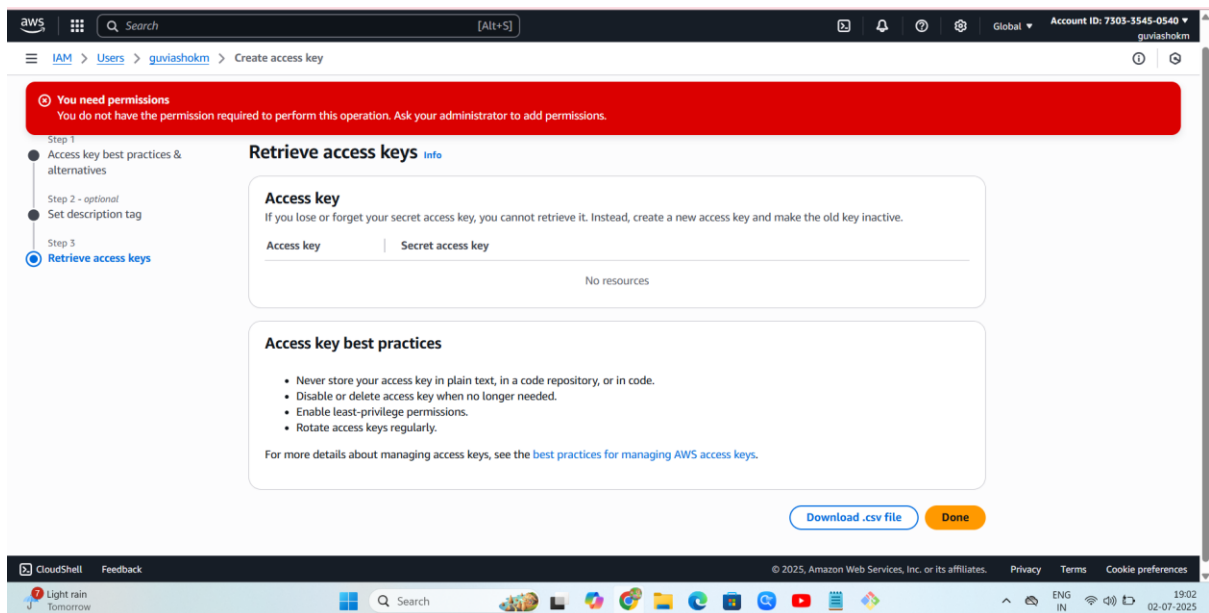 aws
Search
[Alt+S]
Global
Account ID: 7303-3545-0540
guviashokm
IAM > Users > guviashokm > Create access key
You need permissions
You do not have the permission required to perform this operation. Ask your administrator to add permissions.
Step 1
Access key best practices &
alternatives
Step 2 - optional
Set description tag
Step 3
Retrieve access keys
Retrieve access keys Info
Access key
If you lose or forget your secret access key, you cannot retrieve it. Instead, create a new access key and make the old key inactive.
Access key
Secret access key
No resources
Access key best practices
• Never store your access key in plain text, in a code repository, or in code.
• Disable or delete access key when no longer needed.
• Enable least-privilege permissions.
• Rotate access keys regularly.
For more details about managing access keys, see the best practices for managing AWS access keys.
Download .csv file
Done
CloudShell Feedback
© 2025, Amazon Web Services, Inc. or its affiliates. Privacy Terms Cookie preferences
7
Light rain
Tomorrow
Search
ENG
IN
19:02
02-07-2025